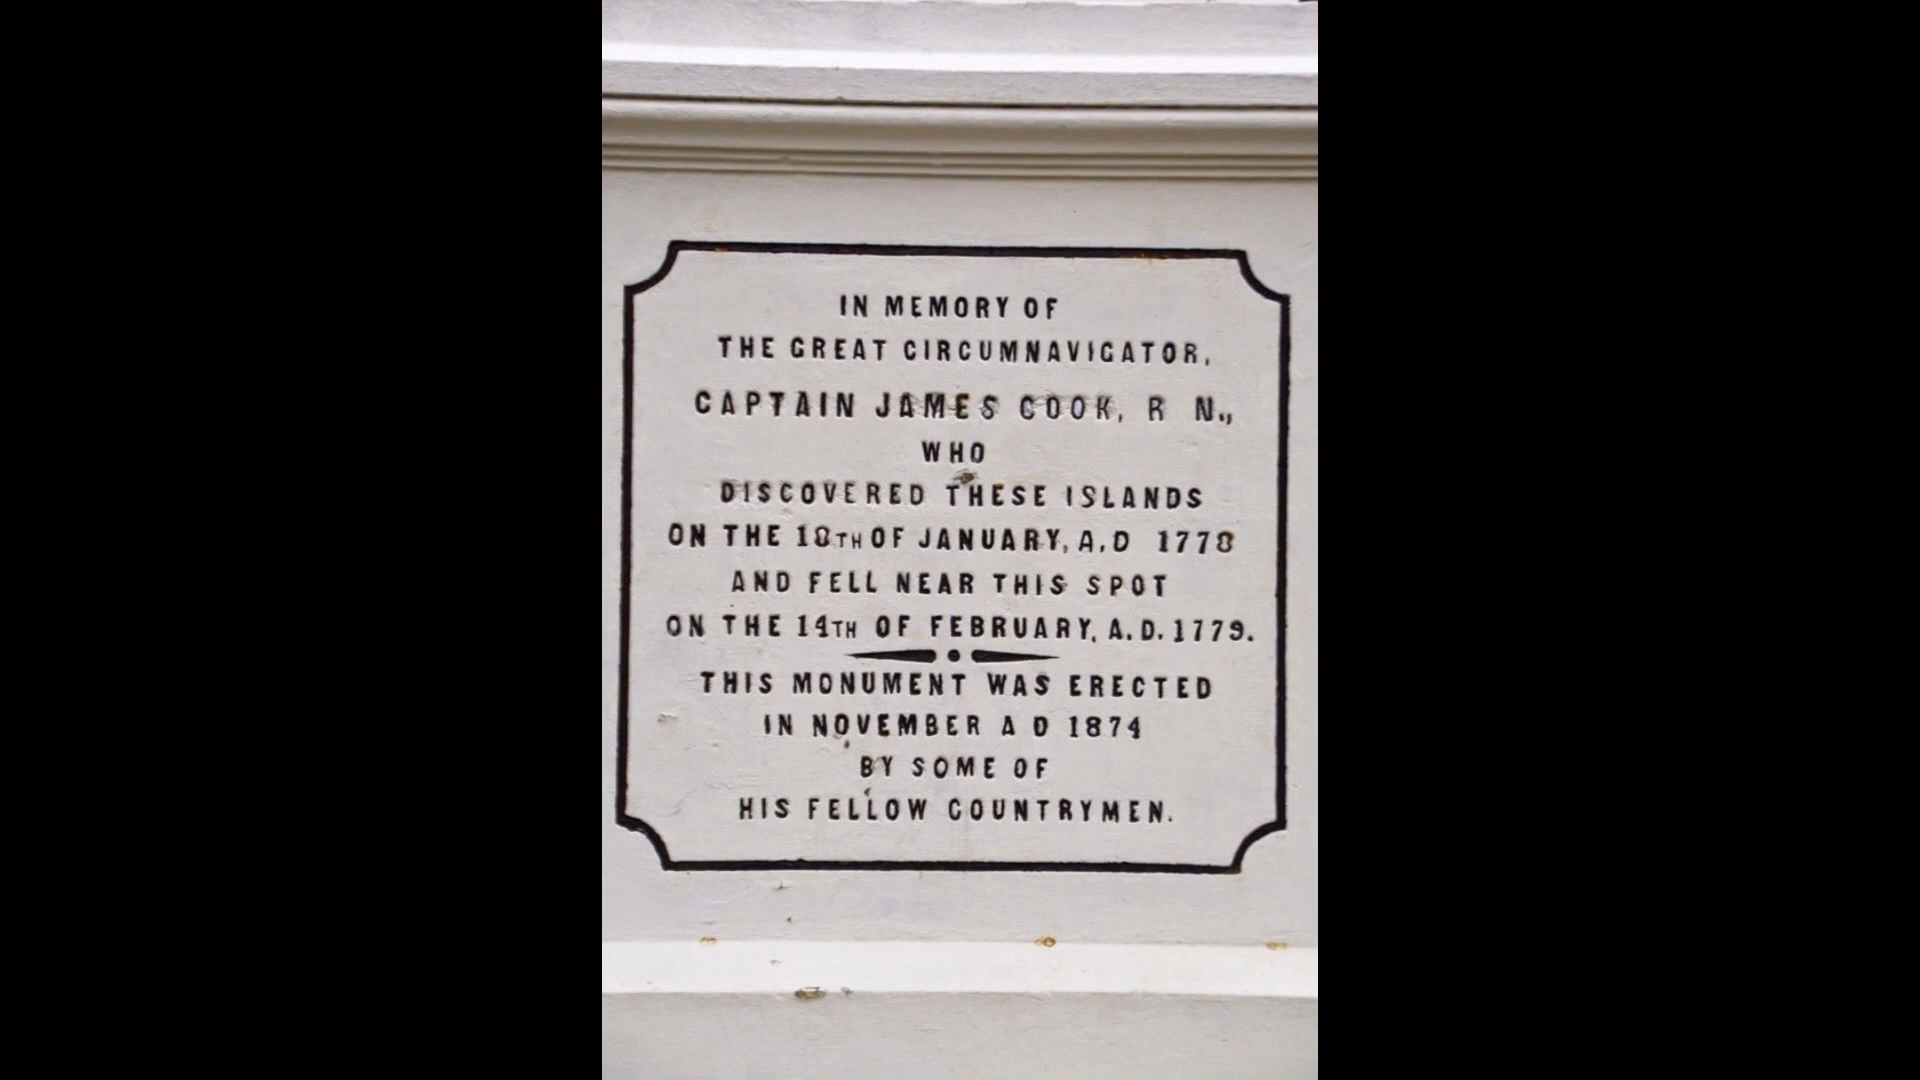 IN MEMORY OF
THE GREAT CIRCUMNAVIGATOR,
CAPTAIN JAMES COOK, R N.,
WHO
DISCOVERED THESE ISLANDS
ON THE 18TH OF JANUARY, A.D 1778
AND FELL NEAR THIS SPOT
ON THE 14TH OF FEBRUARY, A.D. 1779.
THIS MONUMENT WAS ERECTED
IN NOVEMBER A D 1874
BY SOME OF
HIS FELLOW COUNTRYMEN.